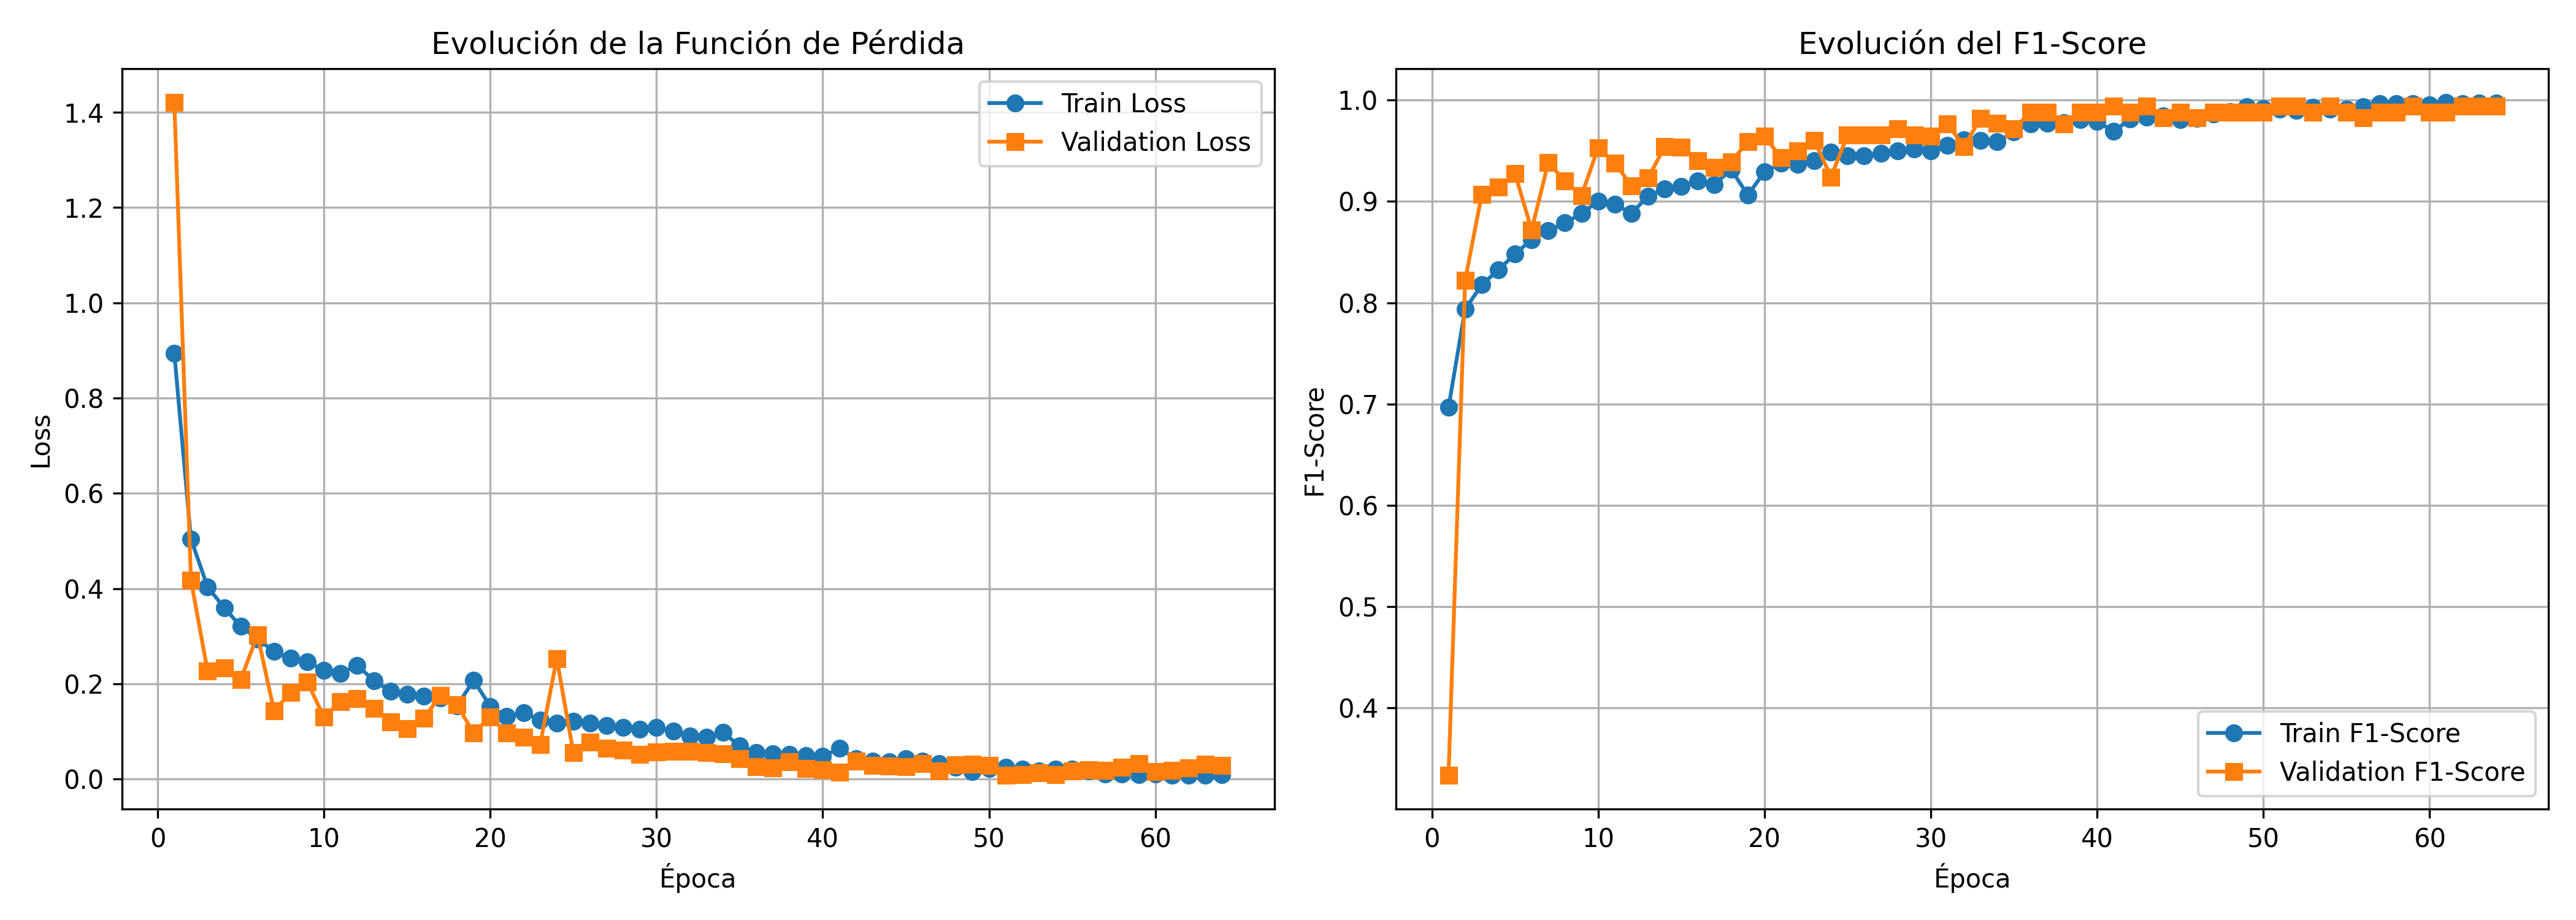 Evolución de la Función de Pérdida
Train Loss
Validation Loss
Loss
1.4
1.2
1.0
0.8
0.6
0.4
0.2
0.0
0 10 20 30 40 50 60
Época
Evolución del F1-Score
F1-Score
1.0
0.9
0.8
0.7
0.6
0.5
0.4
Train F1-Score
Validation F1-Score
0 10 20 30 40 50 60
Época